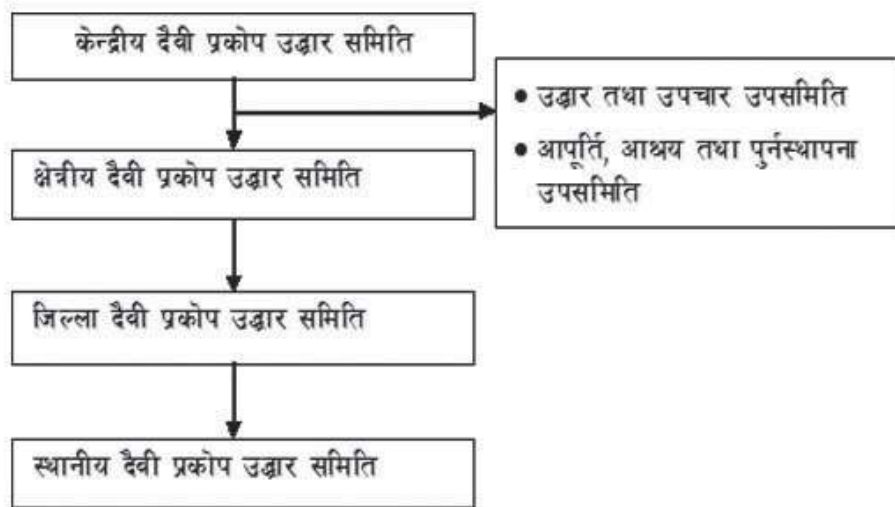 केन्द्रीय दैवी प्रकोप उद्धार समिति
• उद्धार तथा उपचार उपसमिति
• आपूर्ति, आश्रय तथा पुर्नस्थापना
उपसमिति
क्षेत्रीय दैवी प्रकोप उद्धार समिति
जिल्ला दैवी प्रकोप उद्धार समिति
स्थानीय दैवी प्रकोप उद्धार समिति